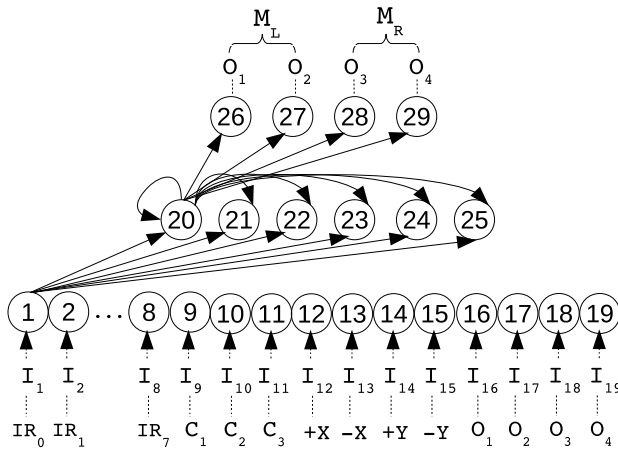 M_L M_R
O_1 O_2 O_3 O_4
26 27 28 29
20 21 22 23 24 25
1 2 ... 8 9 10 11 12 13 14 15 16 17 18 19
I_1 I_2 I_8 I_9 I_10 I_11 I_12 I_13 I_14 I_15 I_16 I_17 I_18 I_19
IR_0 IR_1 IR_7 C_1 C_2 C_3 +X -X +Y -Y O_1 O_2 O_3 O_4